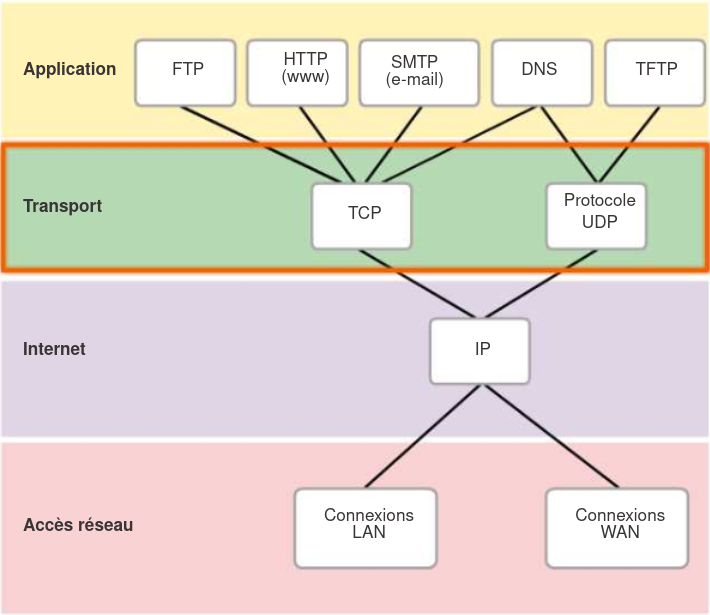 Application
FTP
HTTP
(www)
SMTP
(e-mail)
DNS
TFTP
Transport
TCP
Protocole
UDP
Internet
IP
Accès réseau
Connexions
LAN
Connexions
WAN